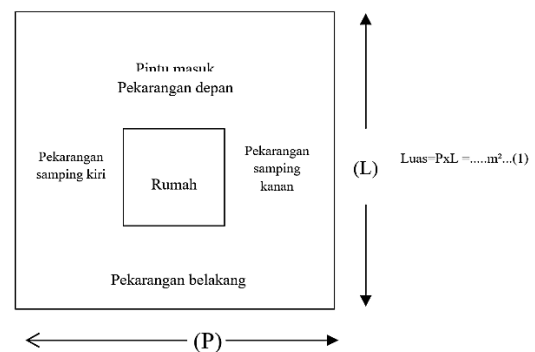 Pintu masuk
Pekarangan depan
Pekarangan
samping kiri
Rumah
Pekarangan
samping
kanan
Pekarangan belakang
(L)
Luas=PxL =.....m²...(1)
(P)